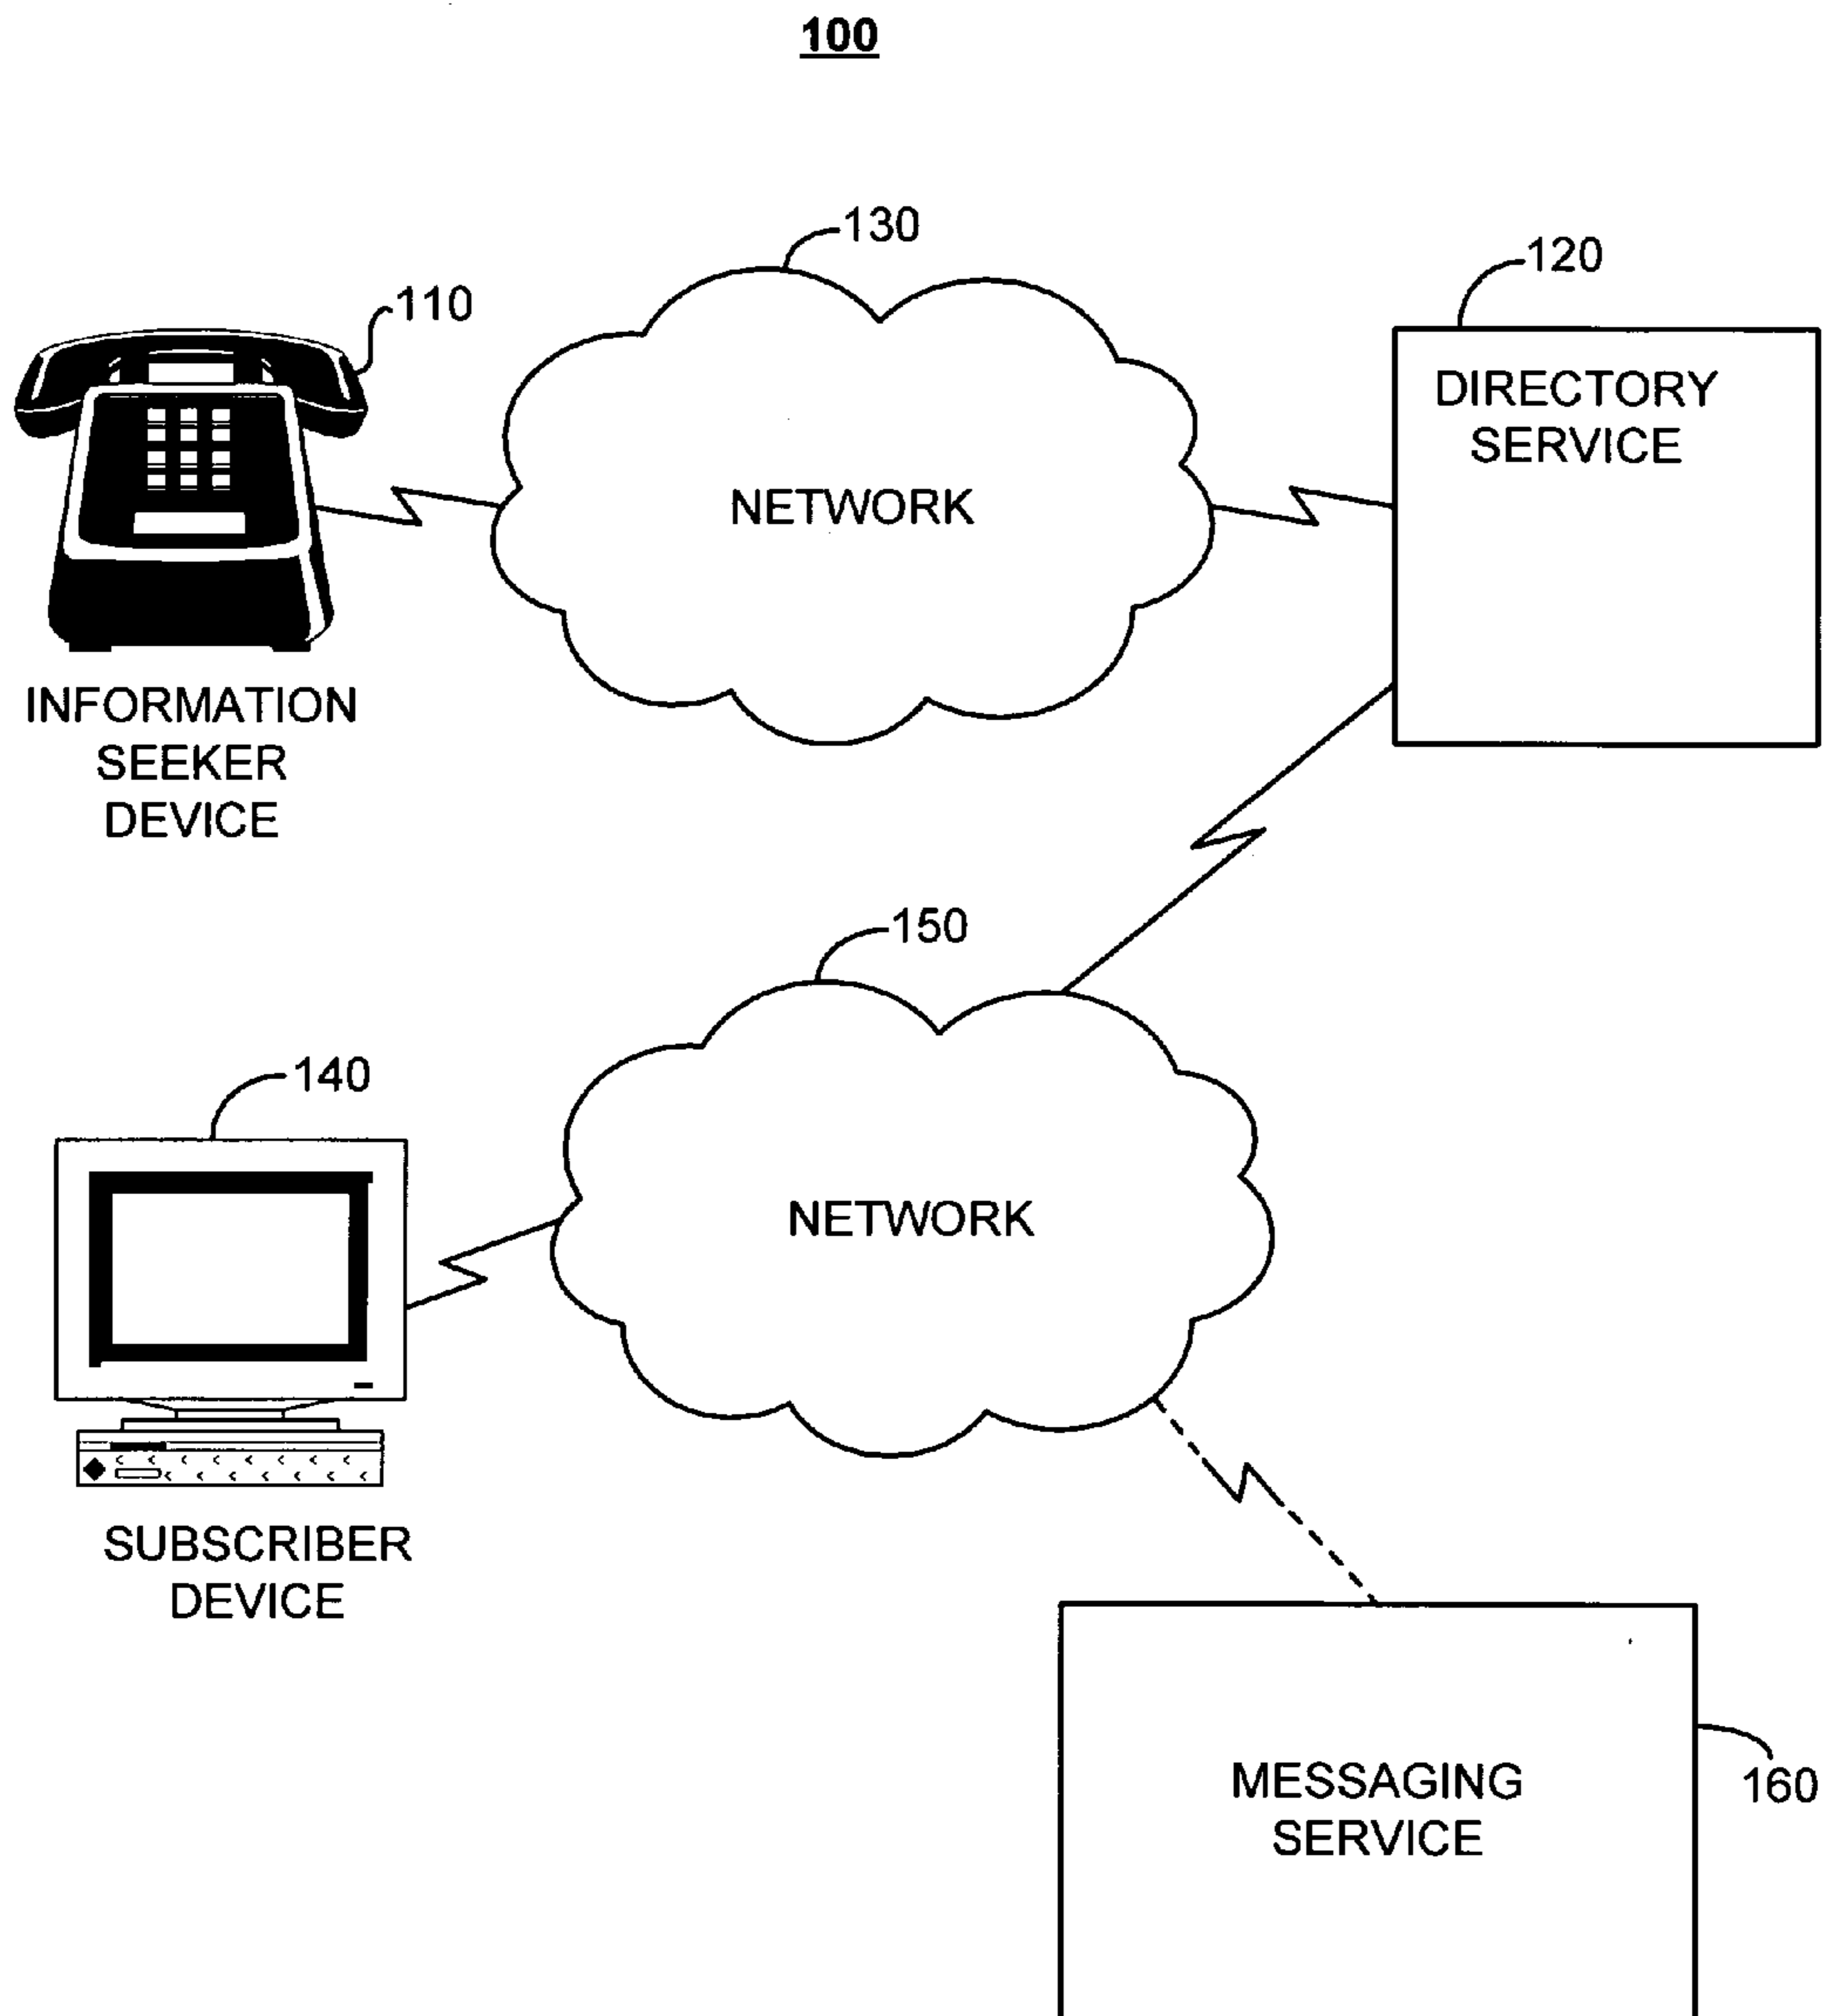 100
130
120
110
DIRECTORY
SERVICE
NETWORK
INFORMATION
SEEKER
DEVICE
150
140
NETWORK
SUBSCRIBER
DEVICE
MESSAGING
SERVICE
160